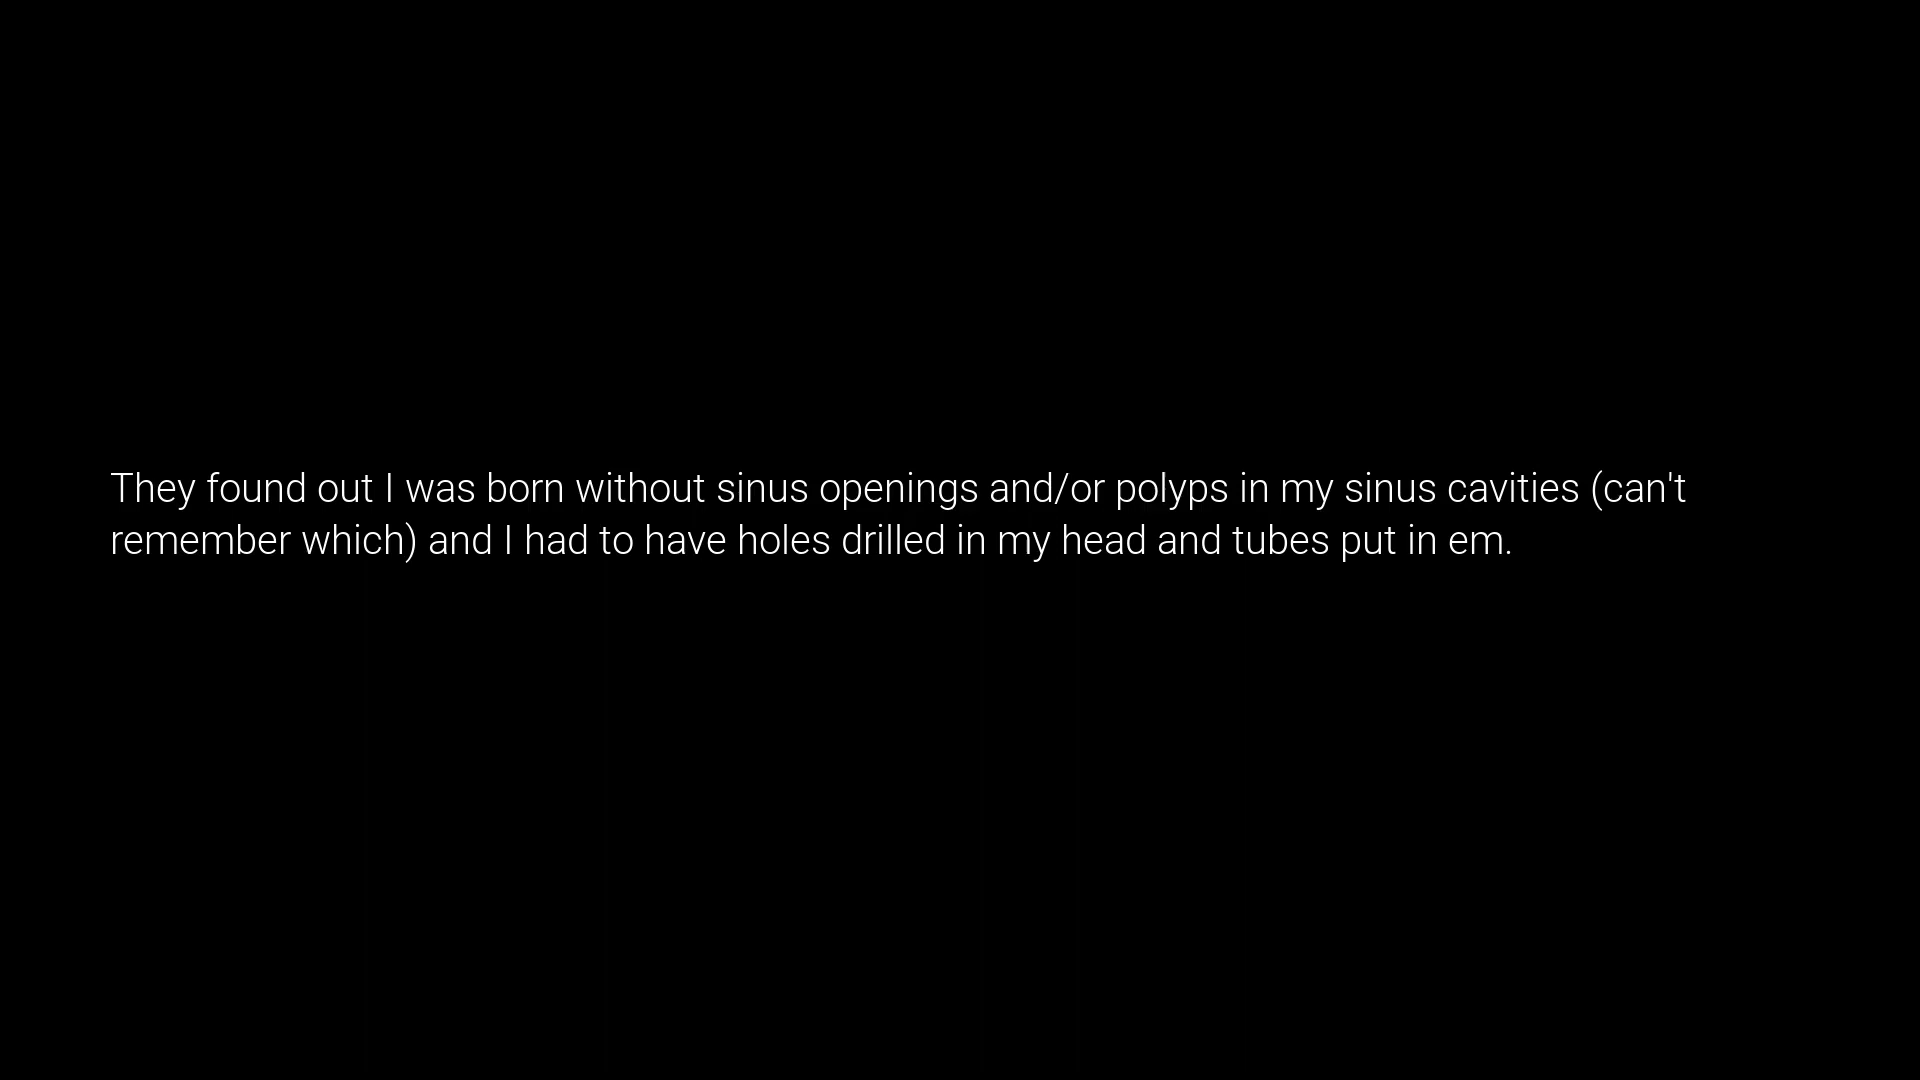 They found out I was born without sinus openings and/or polyps in my sinus cavities (can't
remember which) and I had to have holes drilled in my head and tubes put in em.